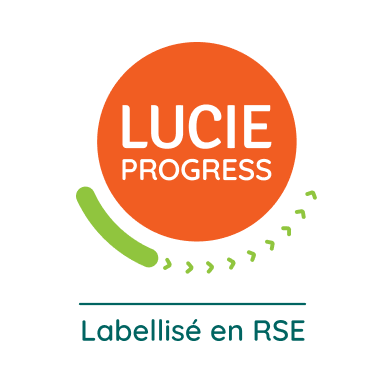 LUCIE
PROGRESS
Labellisé en RSE